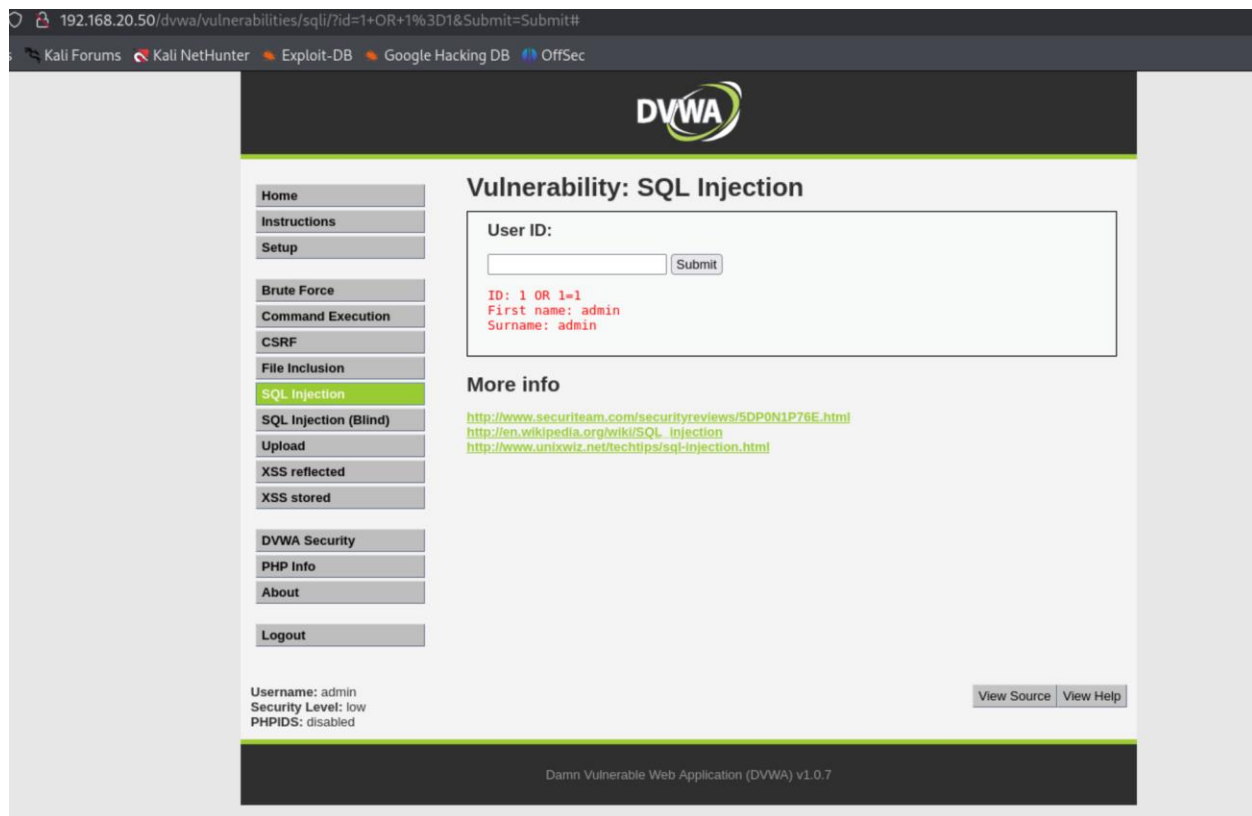 192.168.20.50/dvwa/vulnerabilities/sqli/?id=1+OR+1%3D1&Submit=Submit#
Kali Forums Kali NetHunter Exploit-DB Google Hacking DB OffSec
DVWA
Home
Instructions
Setup
Brute Force
Command Execution
CSRF
File Inclusion
SQL Injection
SQL Injection (Blind)
Upload
XSS reflected
XSS stored
DVWA Security
PHP Info
About
Logout
Vulnerability: SQL Injection
User ID:
Submit
ID: 1 OR 1=1
First name: admin
Surname: admin
More info
http://www.securiteam.com/securityreviews/5DP0N1P76E.html
http://en.wikipedia.org/wiki/SQL_injection
http://www.unixwiz.net/techtips/sql-injection.html
Username: admin
Security Level: low
PHPIDS: disabled
View Source View Help
Damn Vulnerable Web Application (DVWA) v1.0.7